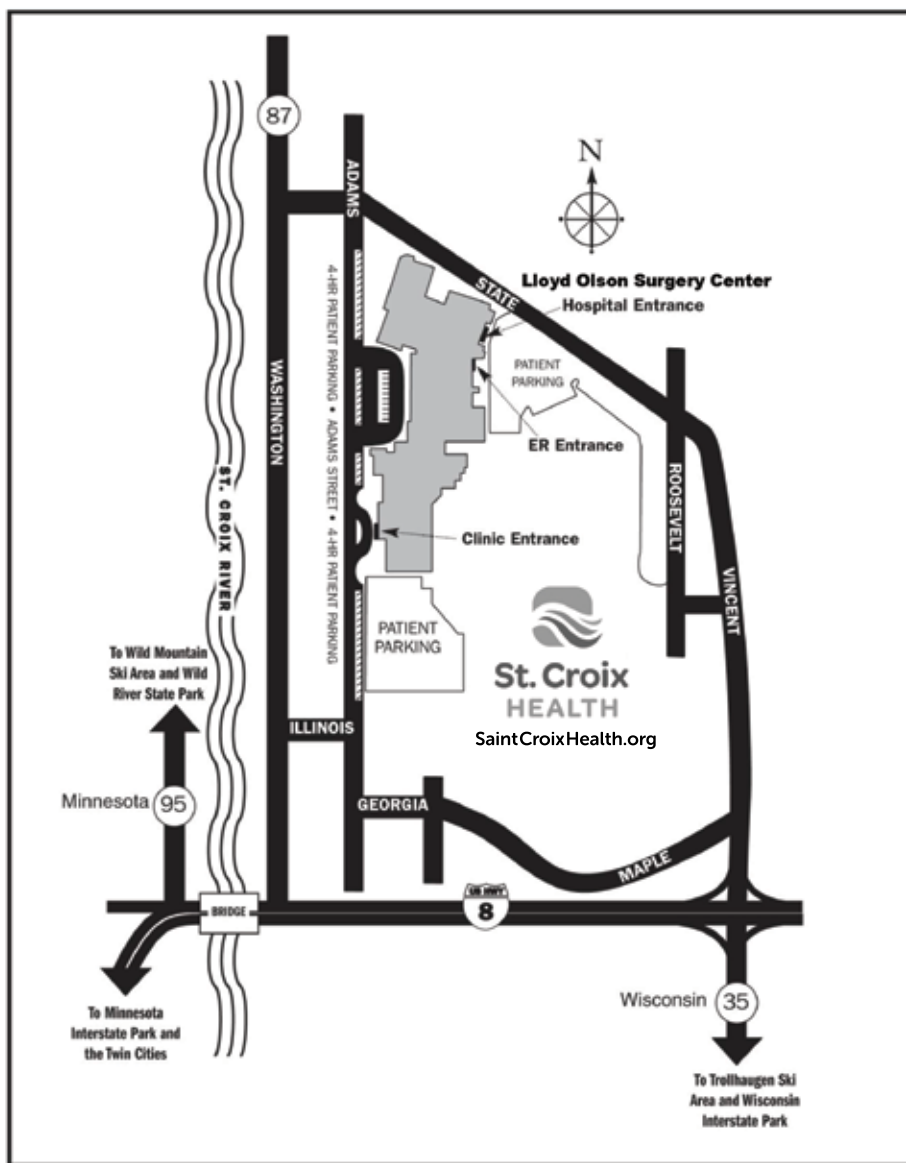 87
N
ADAMS
STATE
Lloyd Olson Surgery Center
Hospital Entrance
PATIENT
PARKING
ER Entrance
WASHINGTON
4-HR PATIENT PARKING • ADAMS STREET • 4-HR PATIENT PARKING
ST. CROIX RIVER
ROOSEVELT
VINCENT
Clinic Entrance
PATIENT
PARKING
St. Croix
HEALTH
SaintCroixHealth.org
To Wild Mountain
Ski Area and Wild
River State Park
ILLINOIS
Minnesota 95
GEORGIA
MAPLE
BRIDGE
US HWY
8
Wisconsin 35
To Minnesota
Interstate Park and
the Twin Cities
To Trollhaugen Ski
Area and Wisconsin
Interstate Park